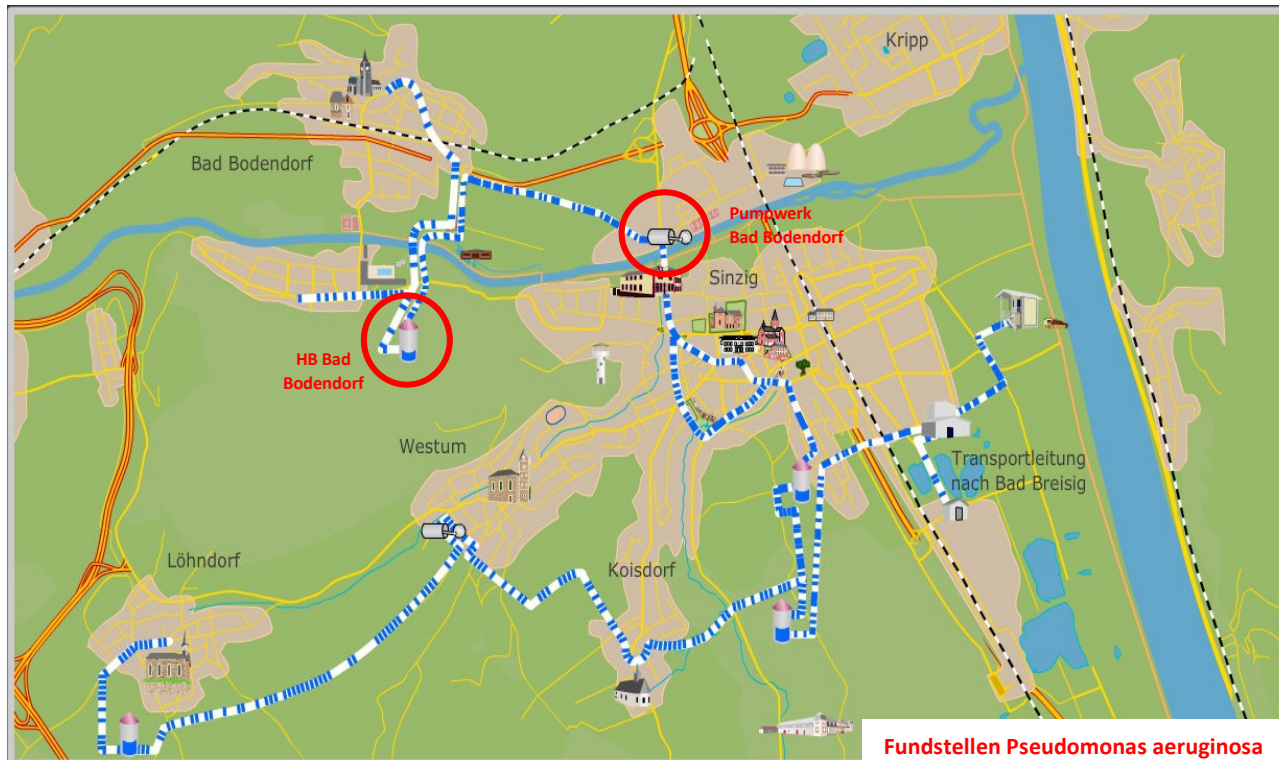 Kripp
Bad Bodendorf
Pumpwerk
Bad Bodendorf
Sinzig
HB Bad
Bodendorf
Westum
Transportleitung
nach Bad Breisig
Löhndorf
Koisdorf
Fundstellen Pseudomonas aeruginosa